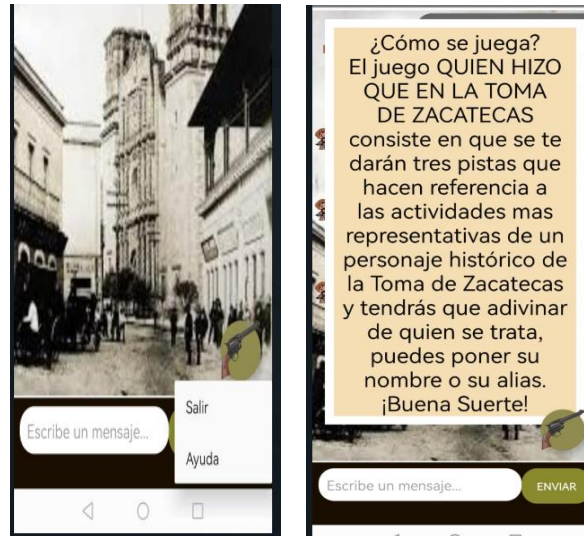 Salir
Escribe un mensaje...
Ayuda
¿Cómo se juega?
El juego QUIEN HIZO
QUE EN LA TOMA
DE ZACATECAS
consiste en que se te
darán tres pistas que
hacen referencia a
las actividades mas
representativas de un
personaje histórico de
la Toma de Zacatecas
y tendrás que adivinar
de quien se trata,
puedes poner su
nombre o su alias.
¡Buena Suerte!
Escribe un mensaje...
ENVIAR